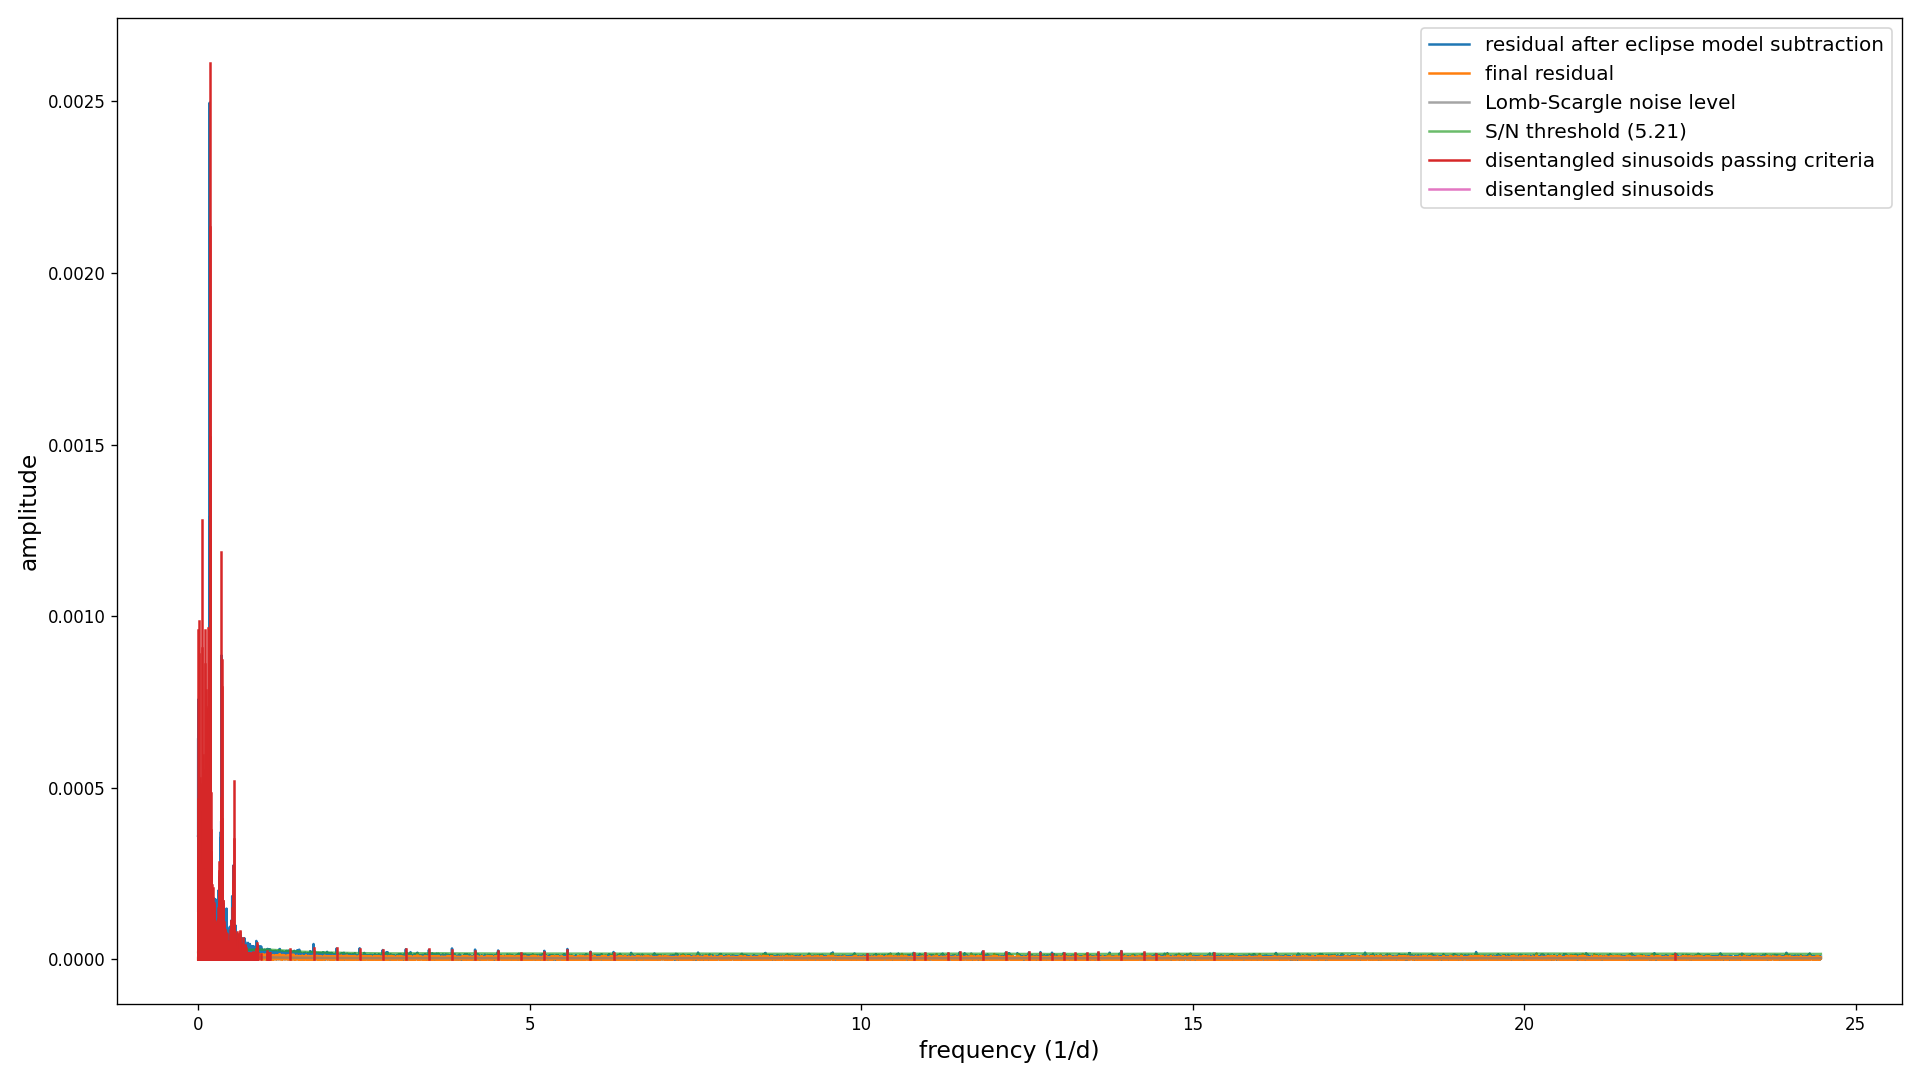 residual after eclipse model subtraction
final residual
Lomb-Scargle noise level
S/N threshold (5.21)
disentangled sinusoids passing criteria
disentangled sinusoids
amplitude
0.0025
0.0020
0.0015
0.0010
0.0005
0.0000
0
5
10
15
20
25
frequency (1/d)